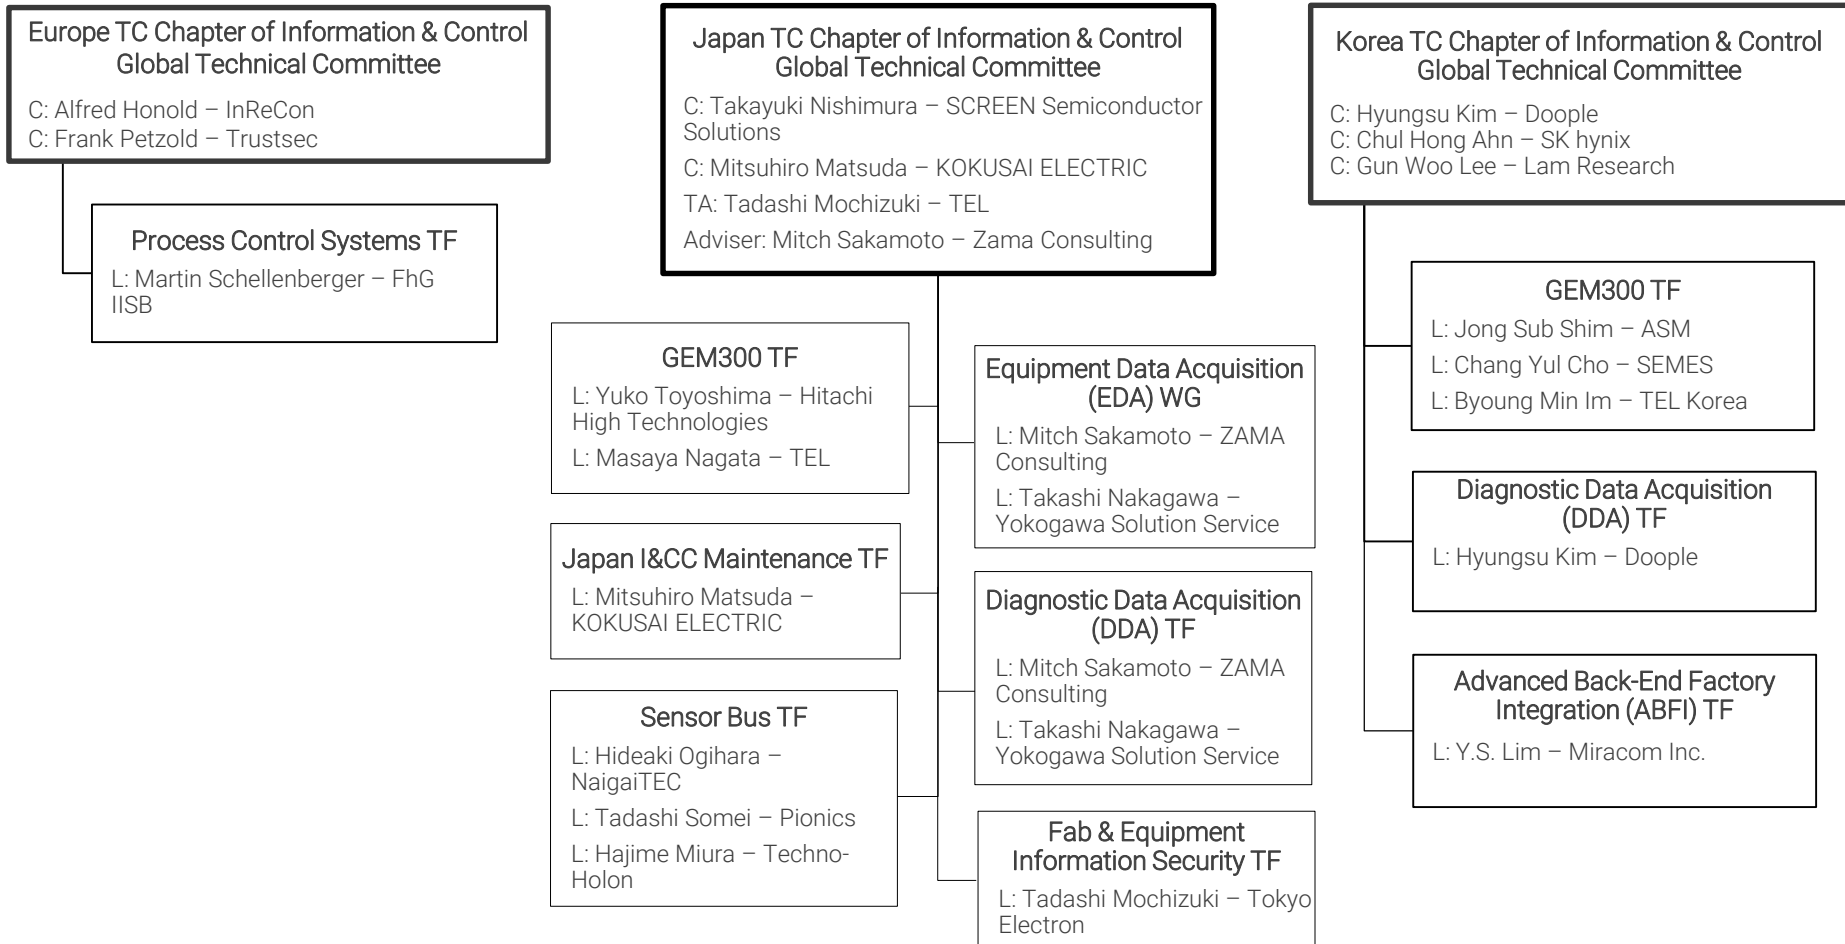 Europe TC Chapter of Information & Control
Global Technical Committee
C: Alfred Honold – InReCon
C: Frank Petzold – Trustsec
Process Control Systems TF
L: Martin Schellenberger – FhG
IISB
Japan TC Chapter of Information & Control
Global Technical Committee
C: Takayuki Nishimura – SCREEN Semiconductor
Solutions
C: Mitsuhiro Matsuda – KOKUSAI ELECTRIC
TA: Tadashi Mochizuki – TEL
Adviser: Mitch Sakamoto – Zama Consulting
GEM300 TF
L: Yuko Toyoshima – Hitachi
High Technologies
L: Masaya Nagata – TEL
Japan I&CC Maintenance TF
L: Mitsuhiro Matsuda –
KOKUSAI ELECTRIC
Sensor Bus TF
L: Hideaki Ogihara –
NaigaiTEC
L: Tadashi Somei – Pionics
L: Hajime Miura – Techno-
Holon
Equipment Data Acquisition
(EDA) WG
L: Mitch Sakamoto – ZAMA
Consulting
L: Takashi Nakagawa –
Yokogawa Solution Service
Diagnostic Data Acquisition
(DDA) TF
L: Mitch Sakamoto – ZAMA
Consulting
L: Takashi Nakagawa –
Yokogawa Solution Service
Fab & Equipment
Information Security TF
L: Tadashi Mochizuki – Tokyo
Electron
Korea TC Chapter of Information & Control
Global Technical Committee
C: Hyungsu Kim – Doople
C: Chul Hong Ahn – SK hynix
C: Gun Woo Lee – Lam Research
GEM300 TF
L: Jong Sub Shim – ASM
L: Chang Yul Cho – SEMES
L: Byoung Min Im – TEL Korea
Diagnostic Data Acquisition
(DDA) TF
L: Hyungsu Kim – Doople
Advanced Back-End Factory
Integration (ABFI) TF
L: Y.S. Lim – Miracom Inc.